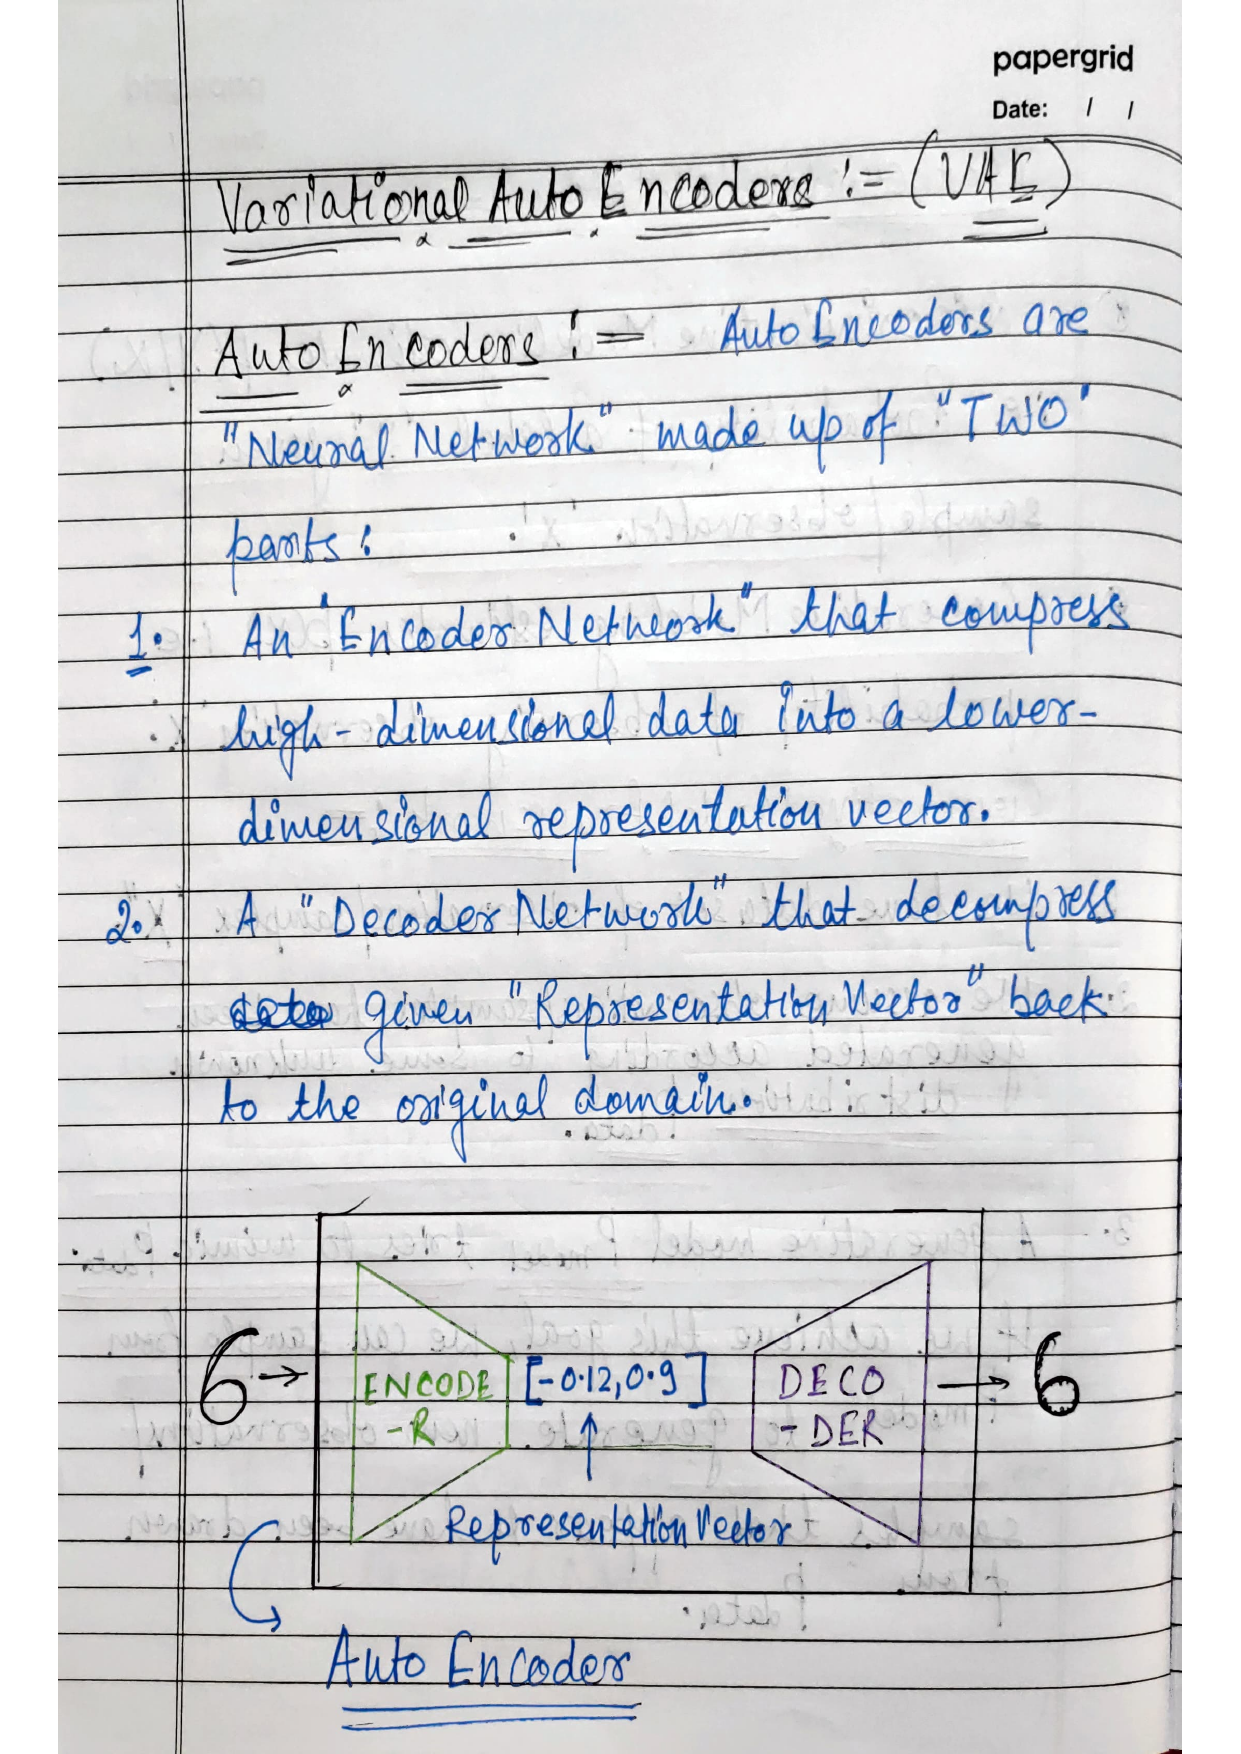 papergrid
Date: / /
Variational Auto Encoders := (VAE)
Auto Encoders := Auto Encoders are
"Neural Network" made up of "TWO"
parts:
1. An "Encoder Network" that compress
high-dimensional data into a lower-
dimensional representation vector.
2. A "Decoder Network" that decompress
data given "Representation Vector" back
to the original domain.
6 → ENCODE [-0.12, 0.9] DECO → 6
-R ↑ -DER
Representation Vector
Auto Encoder